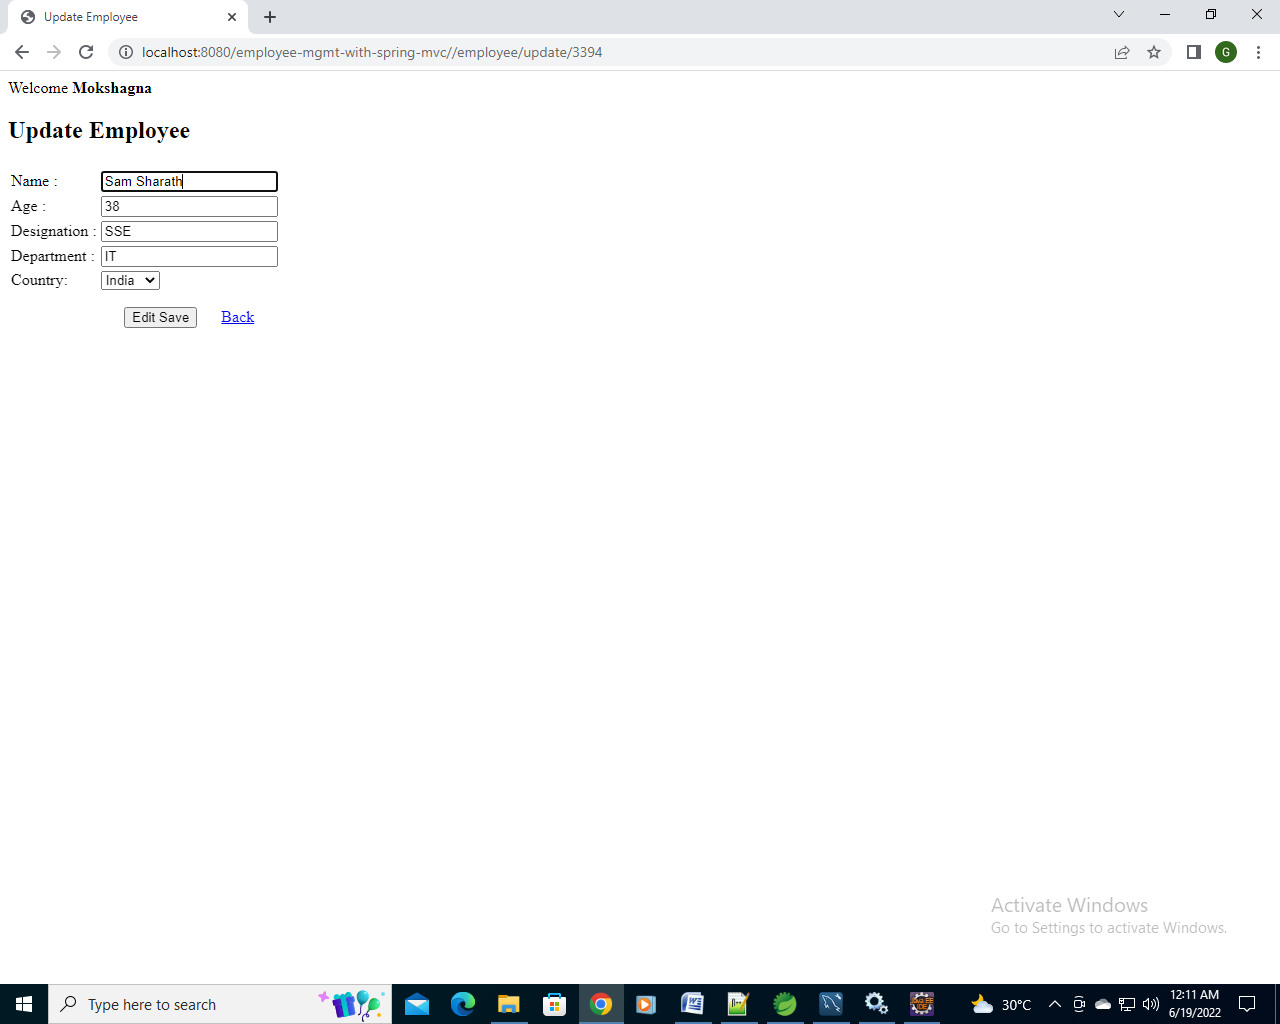 Update Employee
localhost:8080/employee-mgmt-with-spring-mvc//employee/update/3394
G
Welcome Mokshagna
Update Employee
Name : Sam Sharath
Age : 38
Designation : SSE
Department : IT
Country: India
Edit Save Back
Activate Windows
Go to Settings to activate Windows.
Type here to search
30°C
12:11 AM
6/19/2022